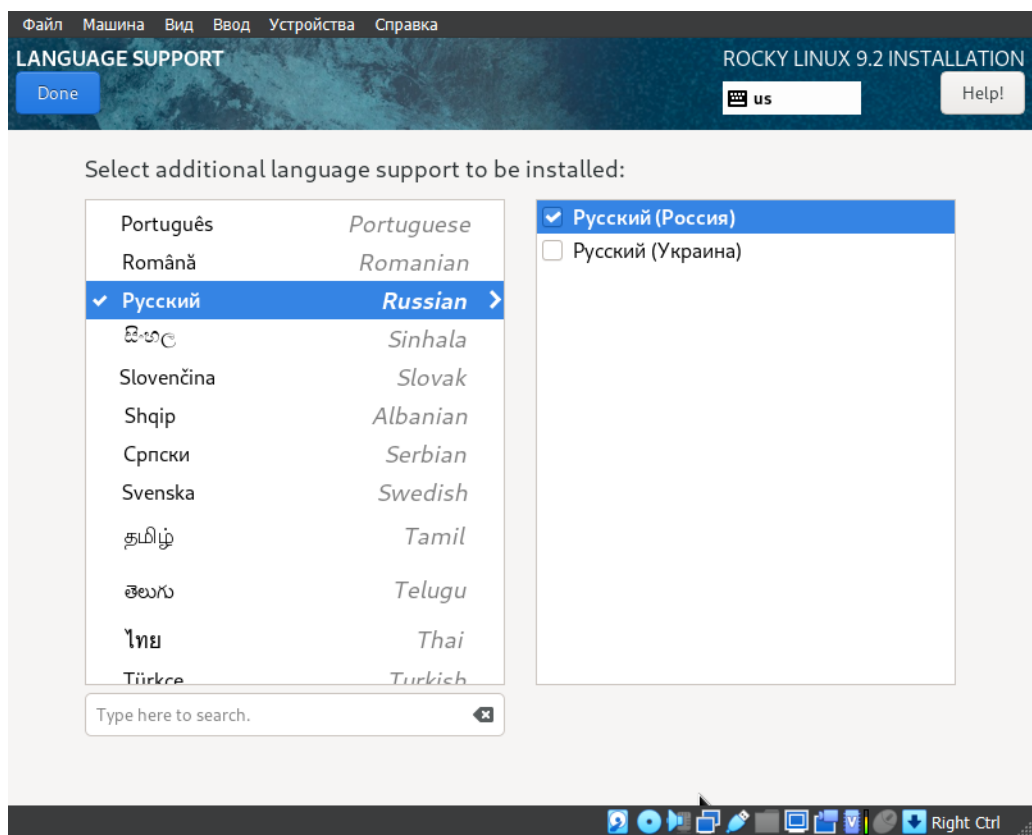 Файл Машина Вид Ввод Устройства Справка
LANGUAGE SUPPORT
ROCKY LINUX 9.2 INSTALLATION
Done
us
Help!
Select additional language support to be installed:
Português Portuguese
Română Romanian
Русский Russian
සිංහල Sinhala
Slovenčina Slovak
Shqip Albanian
Српски Serbian
Svenska Swedish
தமிழ் Tamil
తెలుగు Telugu
ไทย Thai
Türkçe Turkish
Русский (Россия)
Русский (Украина)
Type here to search.
Right Ctrl